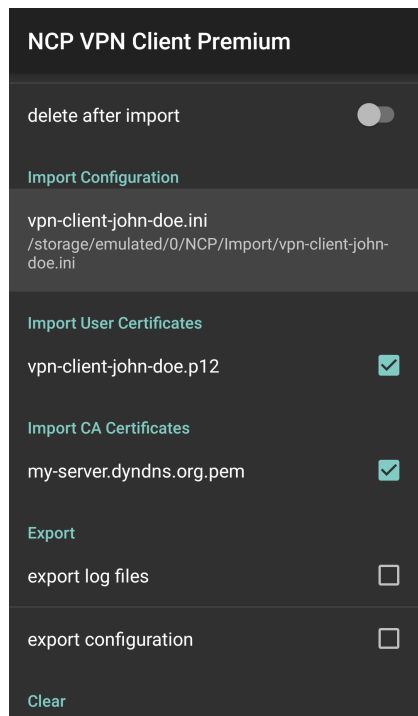 NCP VPN Client Premium
delete after import
Import Configuration
vpn-client-john-doe.ini
/storage/emulated/0/NCP/Import/vpn-client-john-
doe.ini
Import User Certificates
vpn-client-john-doe.p12
Import CA Certificates
my-server.dyndns.org.pem
Export
export log files
export configuration
Clear